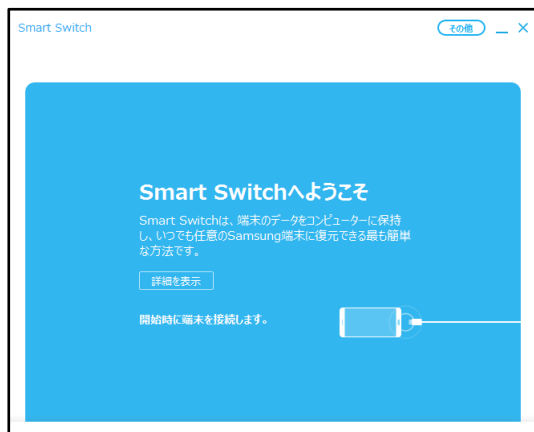 Smart Switch
その他
Smart Switchへようこそ
Smart Switchは、端末のデータをコンピューターに保持
し、いつでも任意のSamsung端末に復元できる最も簡単
な方法です。
詳細を表示
開始時に端末を接続します。